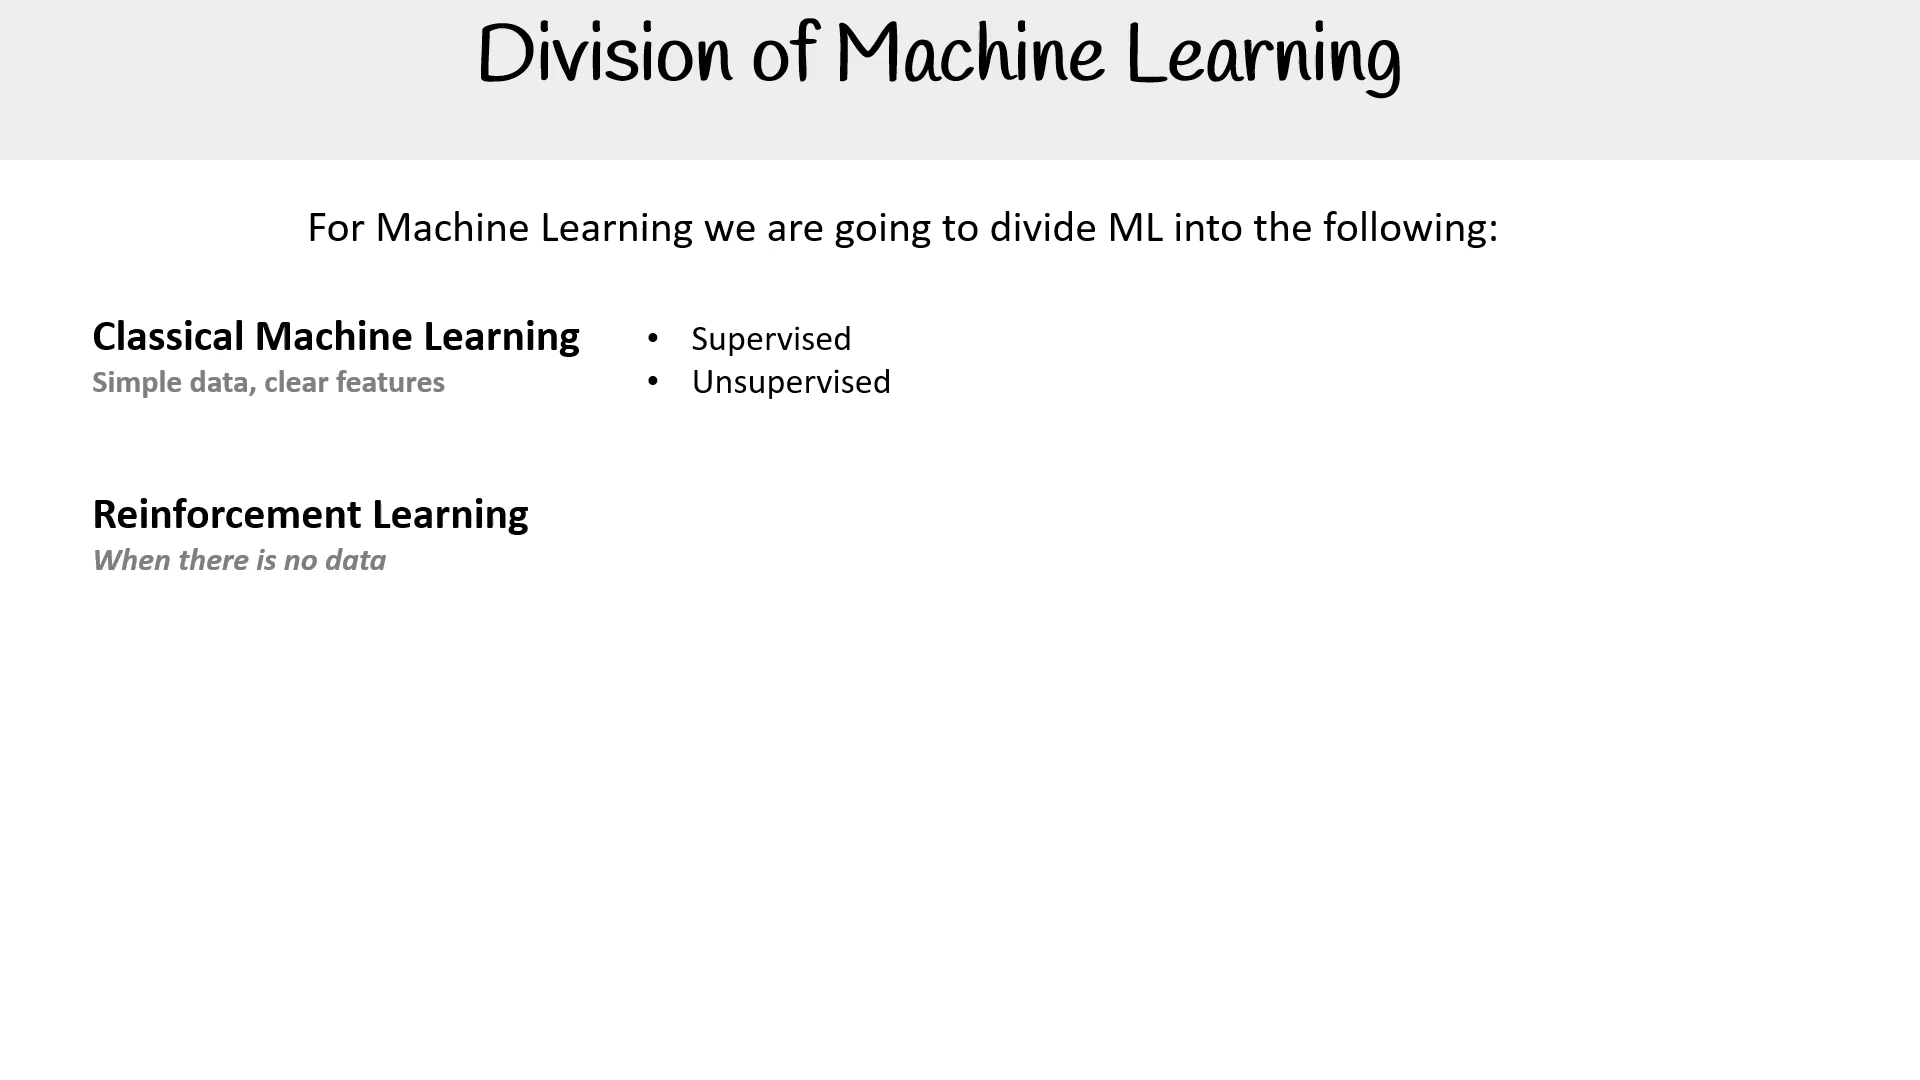 Division of Machine Learning
For Machine Learning we are going to divide ML into the following:
Classical Machine Learning
Simple data, clear features
• Supervised
• Unsupervised
Reinforcement Learning
When there is no data